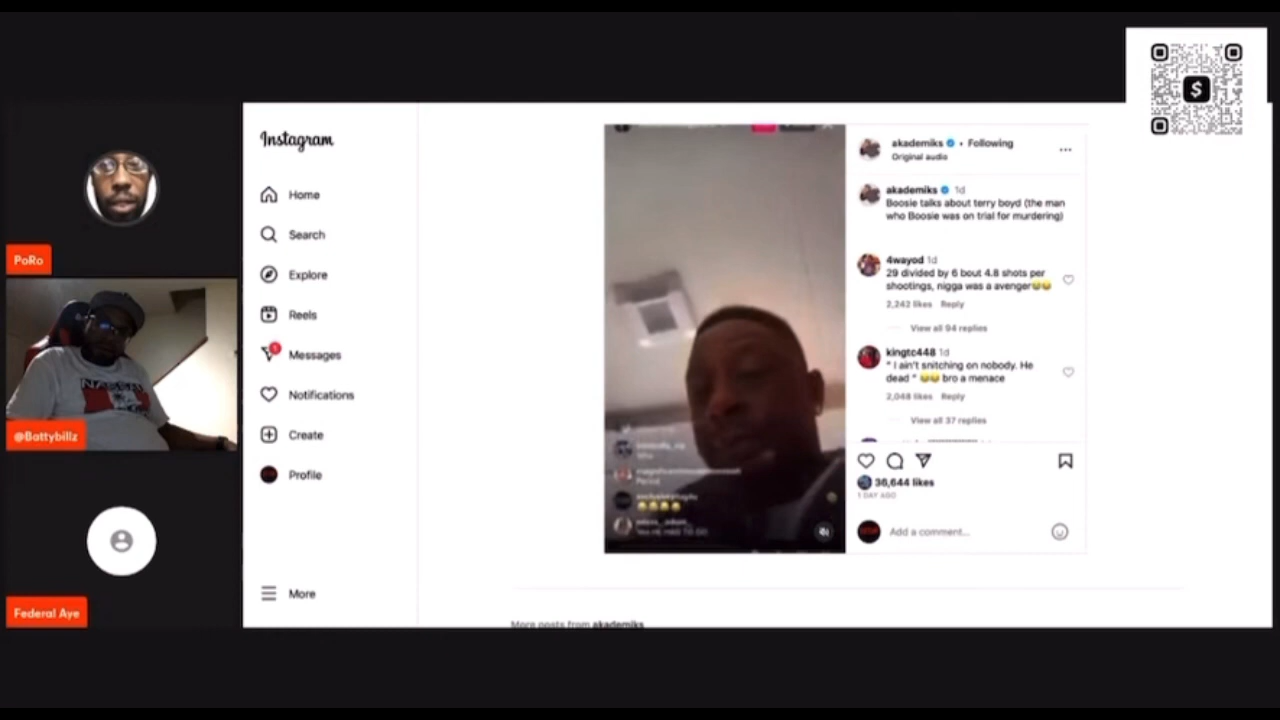 PoRo
@Battybillz
Federal Aye
NA
Instagram
Home
Search
Explore
Reels
1
Messages
Notifications
Create
Profile
More
akademiks • Following
Original audio
akademiks 1d
Boosie talks about terry boyd (the man
who Boosie was on trial for murdering)
4wayod 1d
29 divided by 6 bout 4.8 shots per
shootings, nigga was a avenger😂😂
2,242 likes Reply
View all 94 replies
kingtc448 1d
" I ain't snitching on nobody. He
dead " 😂😂 bro a menace
2,048 likes Reply
View all 37 replies
36,644 likes
1 DAY AGO
Add a comment...
More posts from akademiks
Period
$